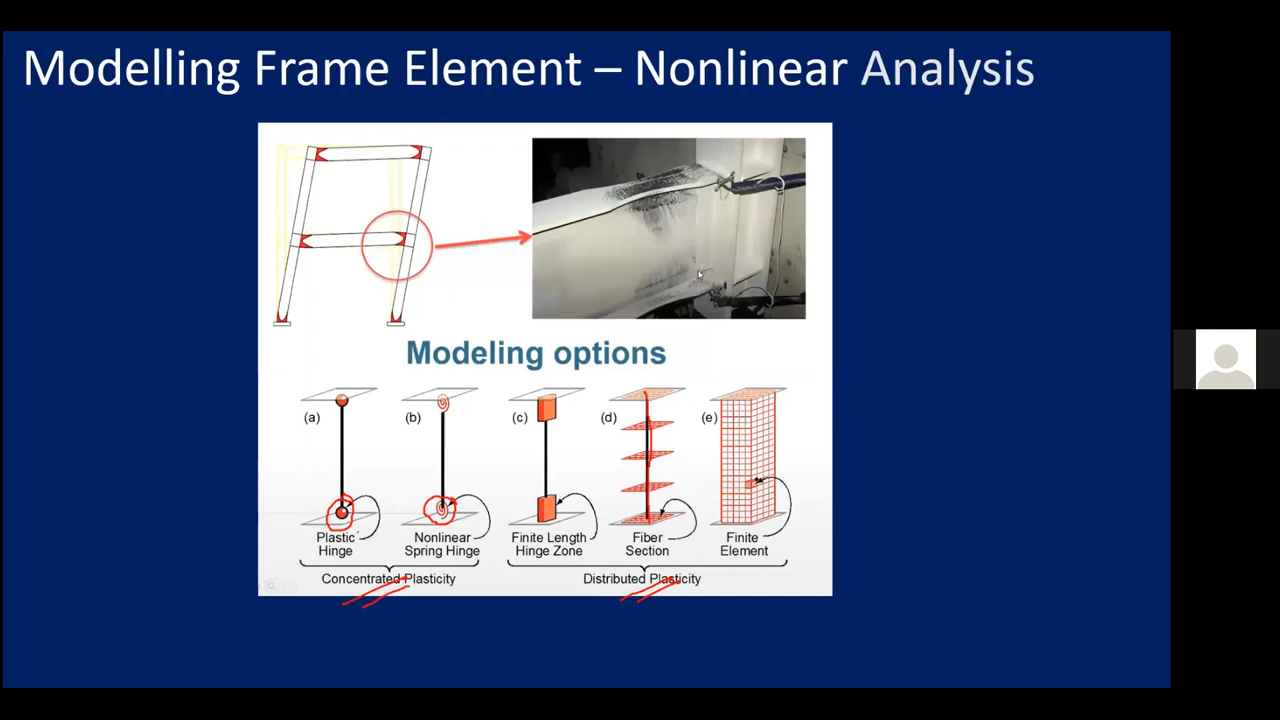 Modelling Frame Element – Nonlinear Analysis
Modeling options
(a) (b) (c) (d) (e)
Plastic Hinge
Nonlinear Spring Hinge
Finite Length Hinge Zone
Fiber Section
Finite Element
Concentrated Plasticity
Distributed Plasticity